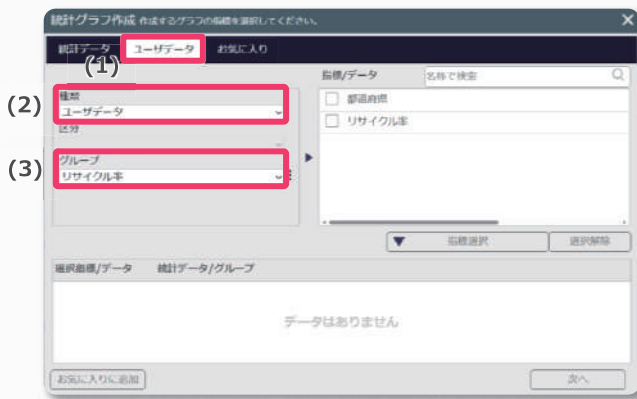 統計グラフ作成 作成するグラフの指標を選択してください。
統計データ ユーザデータ お気に入り
(1)
指標/データ 名称で検索
(2)
種類
ユーザデータ
区分
(3)
グループ
リサイクル率
都道府県
リサイクル率
指標選択 選択解除
選択指標/データ 統計データ/グループ
データはありません
お気に入りに追加 次へ